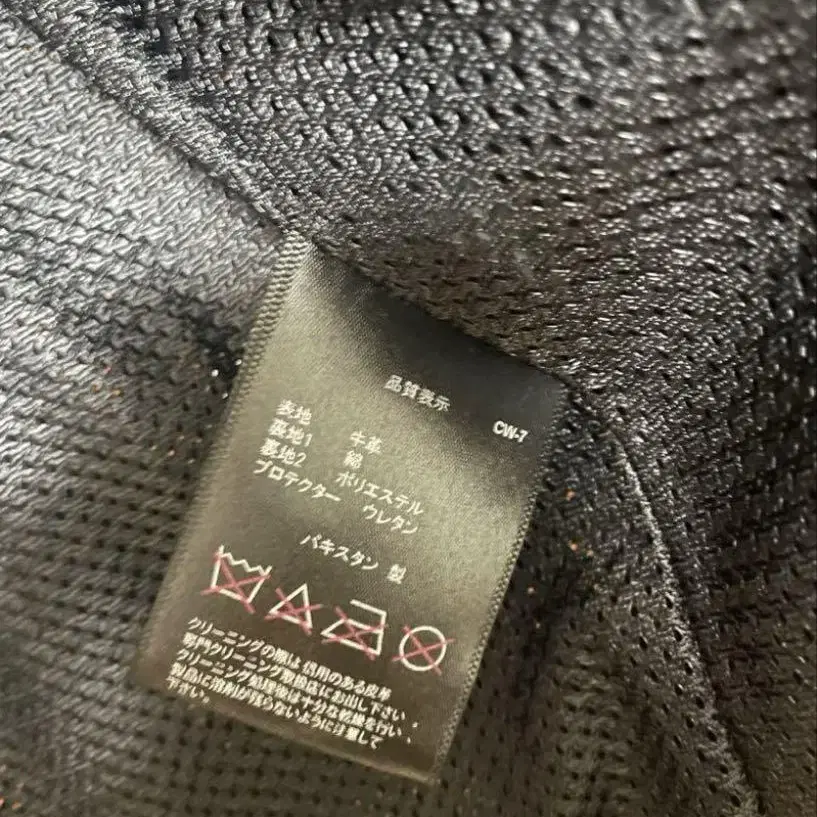 品質表示
CW-7
表地 牛革
裏地1 綿
裏地2 ポリエステル
プロテクター ウレタン
パキスタン 製
クリーニングの際は信用のある皮革
専門クリーニング取扱店にお出し下さい。
クリーニング処理後は十分な乾燥を行い、
製品に溶剤が残らないように注意して
下さい。